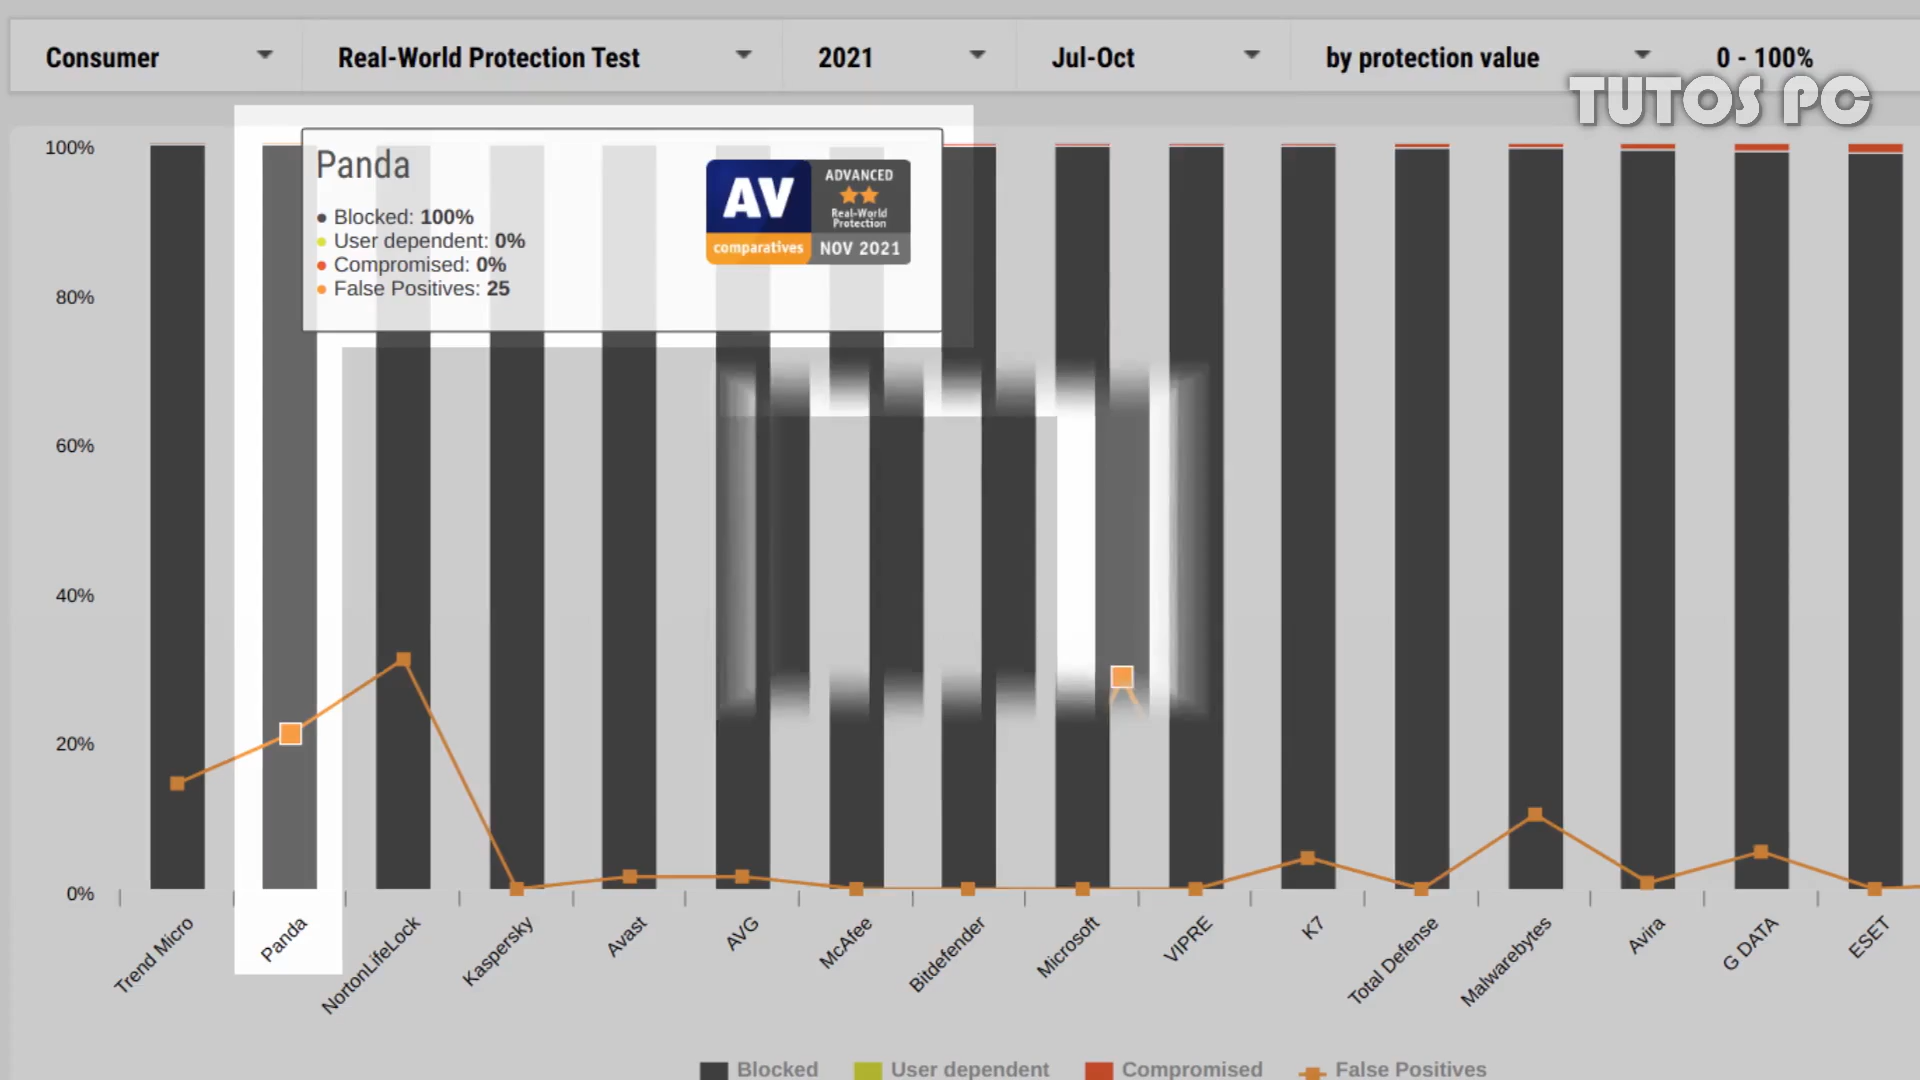 Consumer
Real-World Protection Test
2021
Jul-Oct
by protection value
0 - 100%
TUTOS PC
100%
80%
60%
40%
20%
0%
Panda
Blocked: 100%
User dependent: 0%
Compromised: 0%
False Positives: 25
AV
comparatives
ADVANCED
Real-World
Protection
NOV 2021
Trend Micro
Panda
NortonLifeLock
Kaspersky
Avast
AVG
McAfee
Bitdefender
Microsoft
VIPRE
K7
Total Defense
Malwarebytes
Avira
G DATA
ESET
Blocked
User dependent
Compromised
False Positives